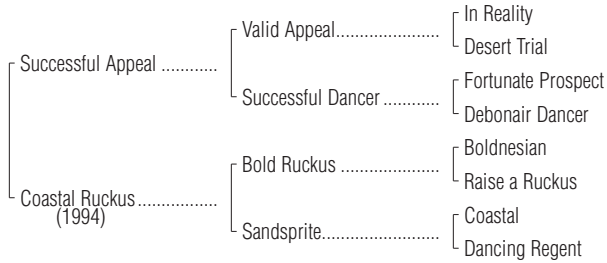 In Reality
Valid Appeal....................
Desert Trial
Successful Appeal ............
Fortunate Prospect
Successful Dancer ...........
Debonair Dancer
Boldnesian
Bold Ruckus ...................
Raise a Ruckus
Coastal Ruckus.................
(1994)
Coastal
Sandsprite.......................
Dancing Regent